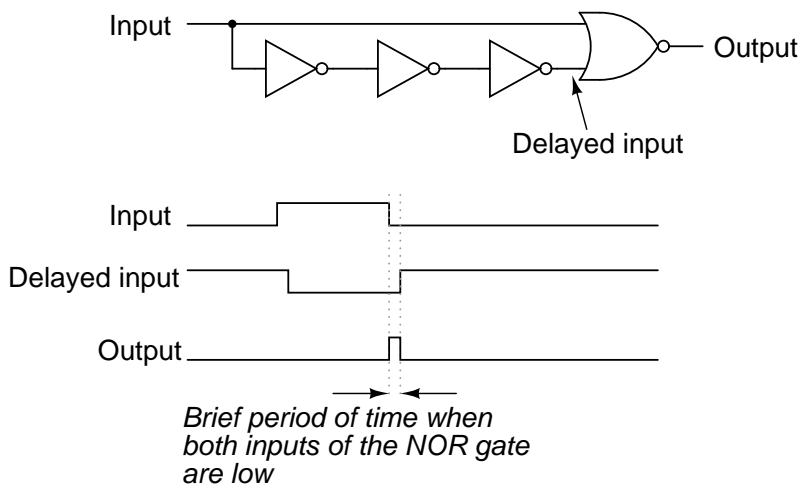 Input
Output
Delayed input
Input
Delayed input
Output
Brief period of time when
both inputs of the NOR gate
are low